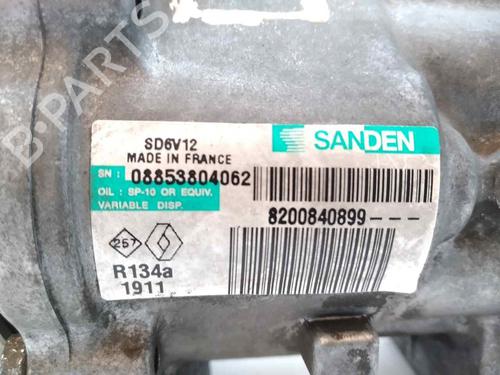 SD6V12
MADE IN FRANCE
SANDEN
SN : 08853804062
OIL : SP-10 OR EQUIV.
VARIABLE DISP.
8200840899---
257
R134a
1911
B-PARTS